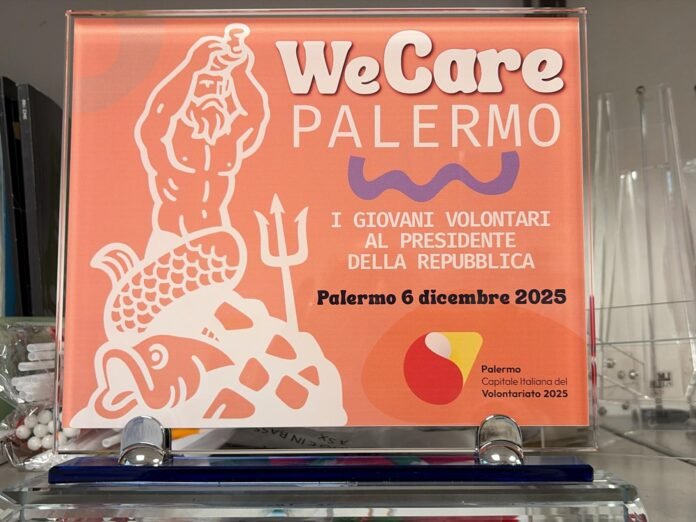 WeCare
PALERMO
I GIOVANI VOLONTARI
AL PRESIDENTE
DELLA REPUBBLICA
Palermo 6 dicembre 2025
Palermo
Capitale Italiana del
Volontariato 2025